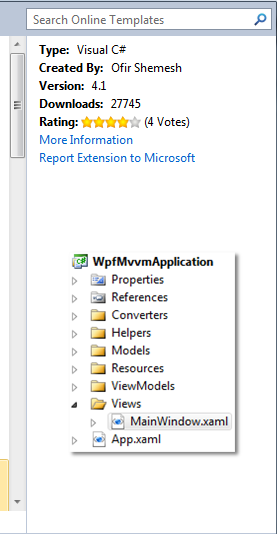 Search Online Templates
Type: Visual C#
Created By: Ofir Shemesh
Version: 4.1
Downloads: 27745
Rating: (4 Votes)
More Information
Report Extension to Microsoft
WpfMvvmApplication
Properties
References
Converters
Helpers
Models
Resources
ViewModels
Views
MainWindow.xaml
App.xaml